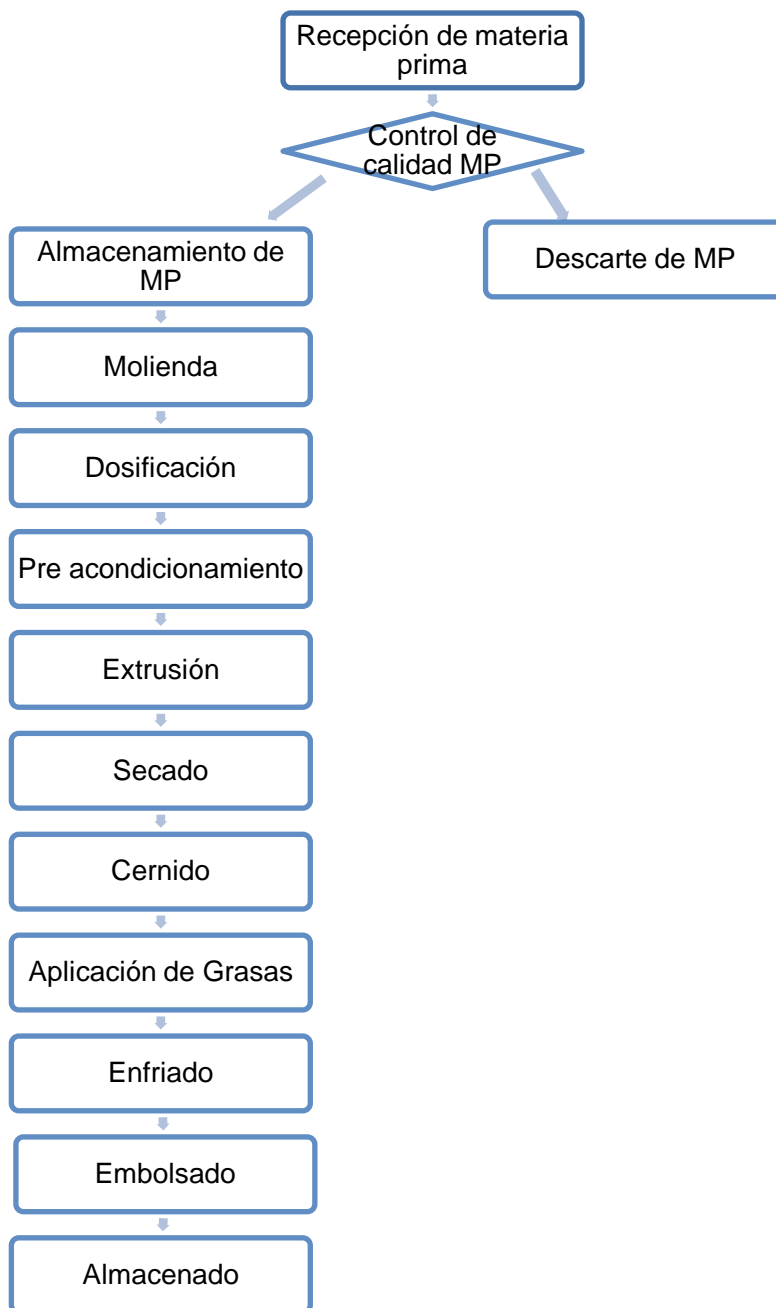 Recepción de materia
prima
Control de
calidad MP
Almacenamiento de
MP
Descarte de MP
Molienda
Dosificación
Pre acondicionamiento
Extrusión
Secado
Cernido
Aplicación de Grasas
Enfriado
Embolsado
Almacenado